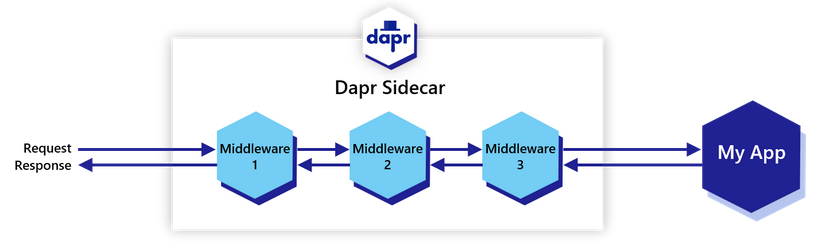 dapr
Dapr Sidecar
Request
Response
Middleware
1
Middleware
2
Middleware
3
My App